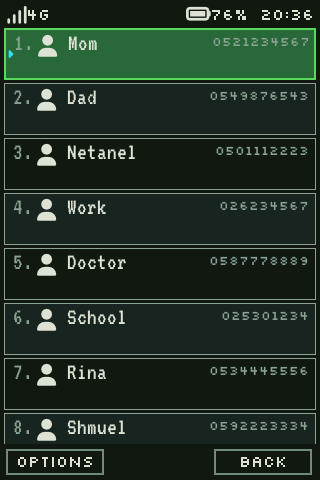 4G 76% 20:36
1. Mom 0521234567
2. Dad 0549876543
3. Netanel 0501112223
4. Work 026234567
5. Doctor 0587778889
6. School 025301234
7. Rina 0534445556
8. Shmuel 0592223334
OPTIONS BACK